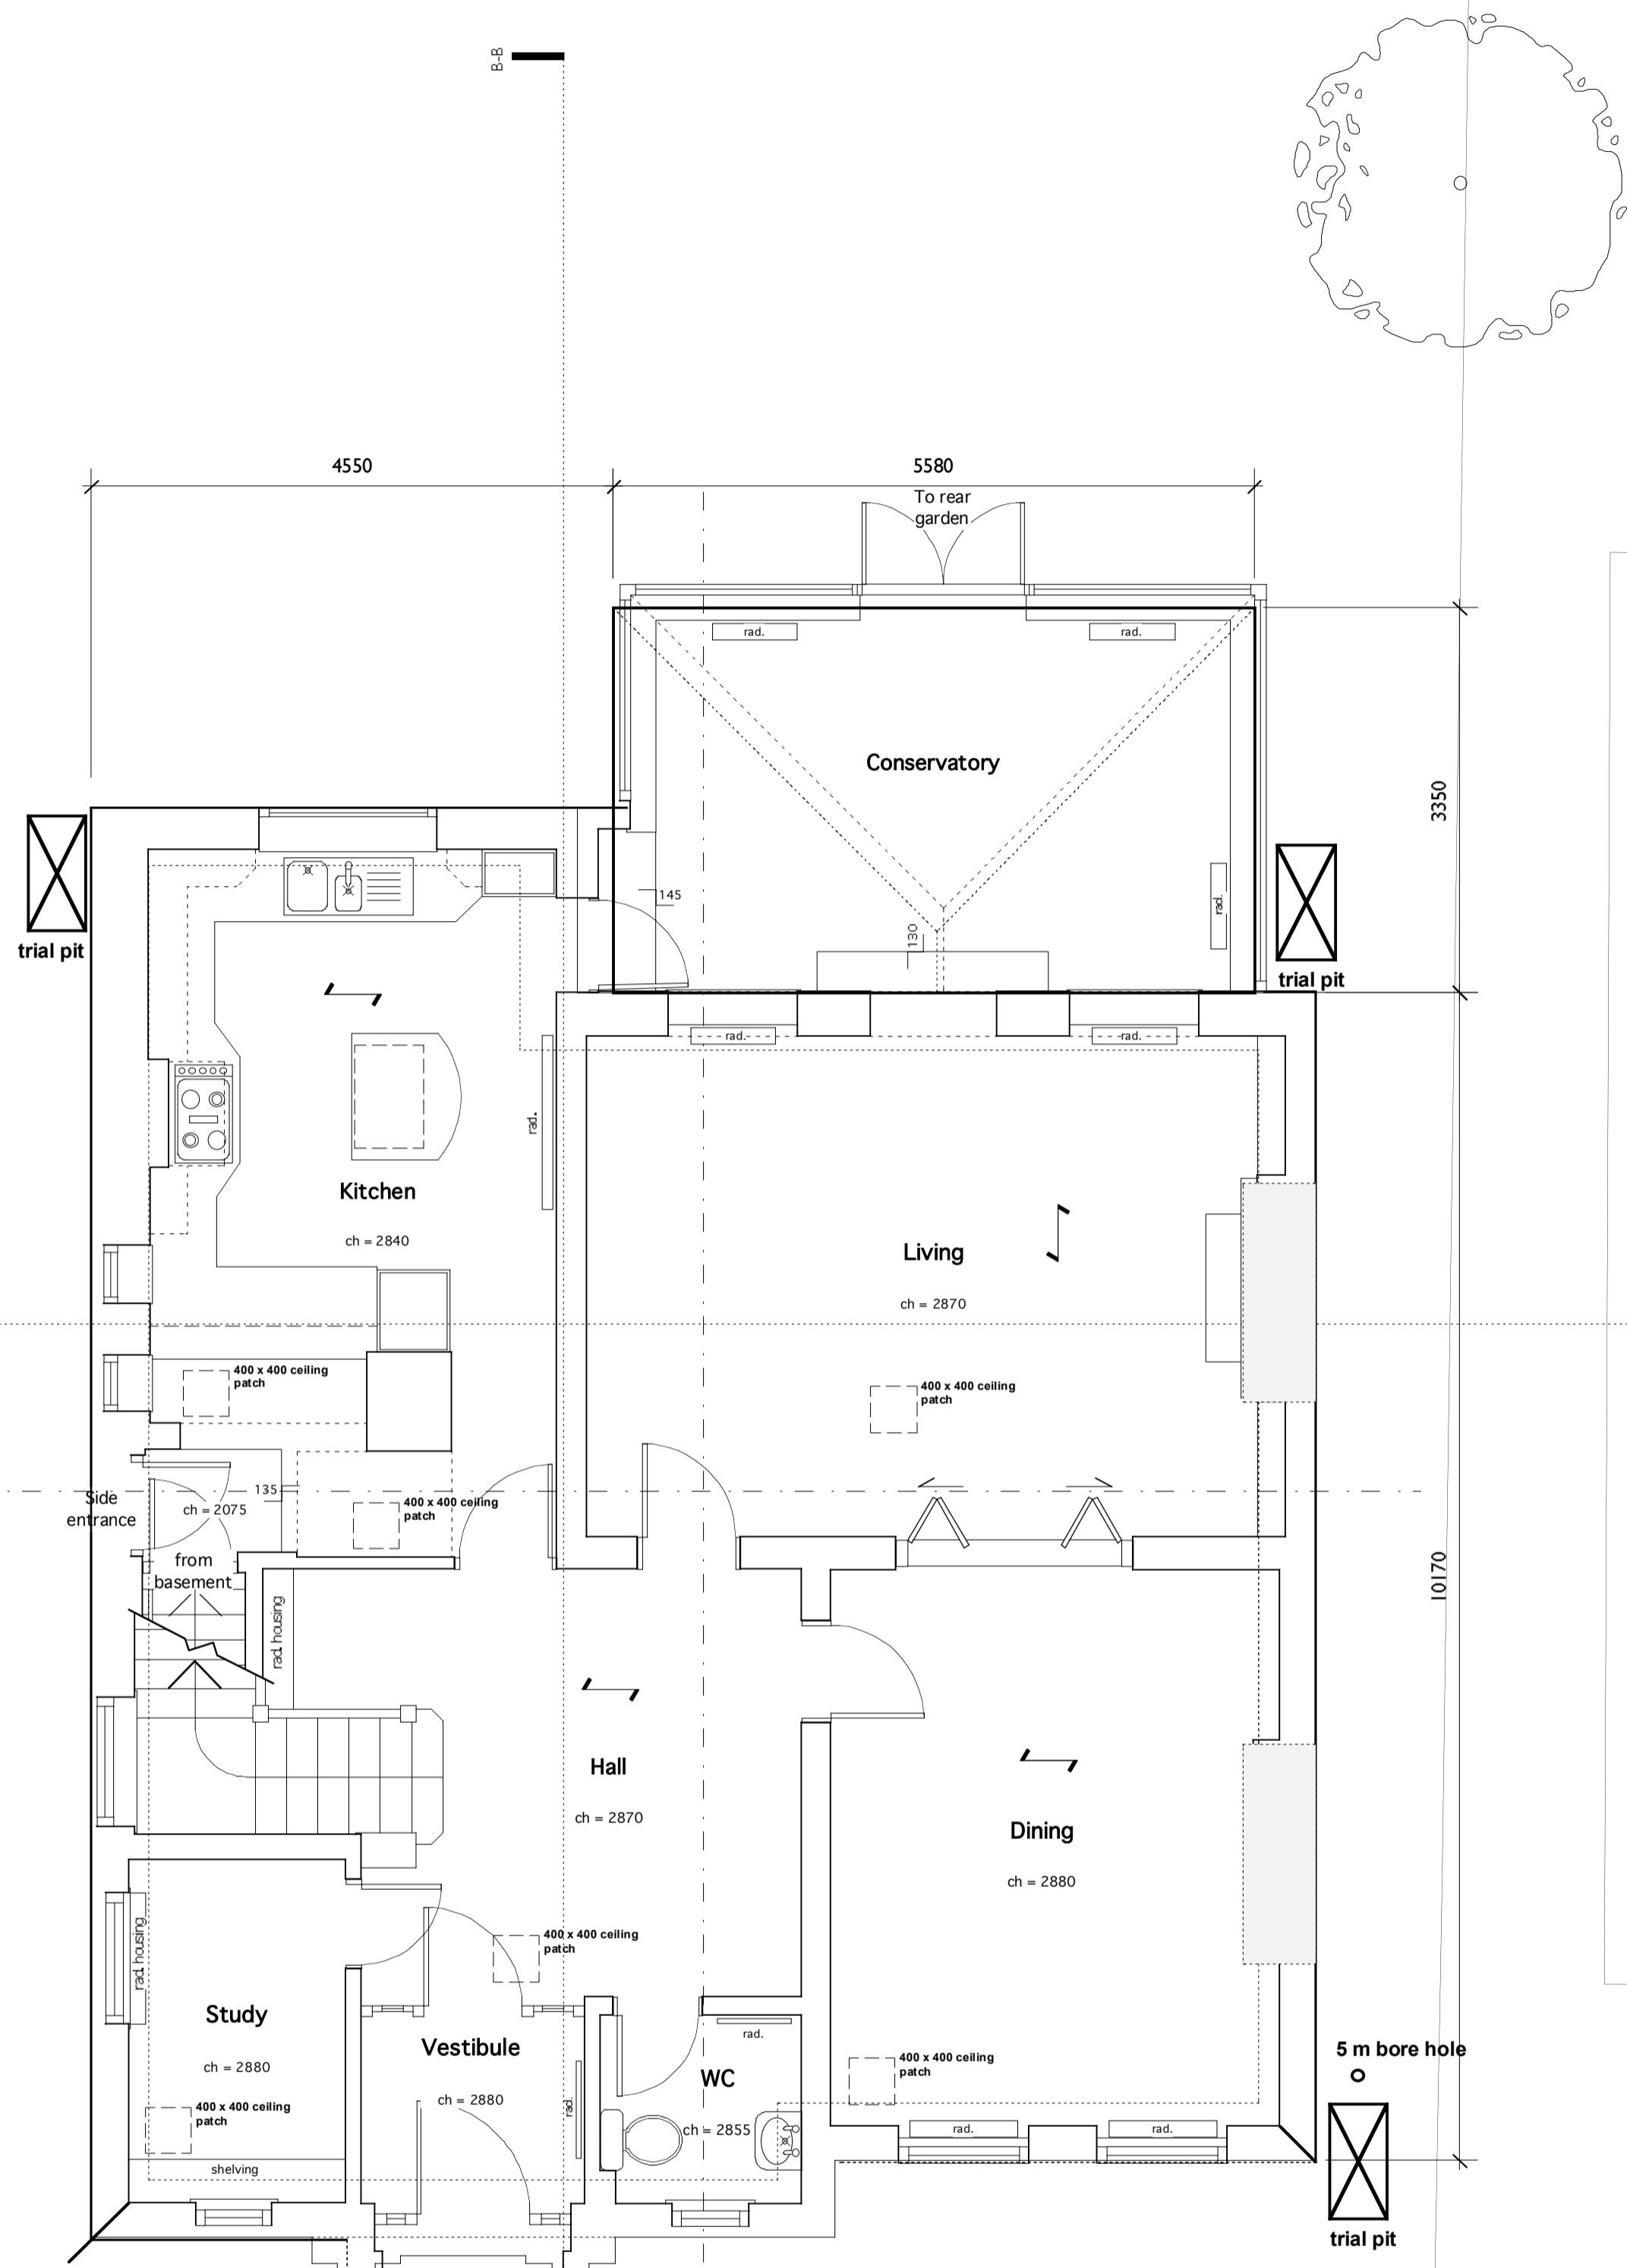 B-B
4550
5580
To rear
garden
rad.
rad.
Conservatory
3350
rad.
145
130
trial pit
trial pit
rad.
rad.
rad.
Kitchen
ch = 2840
Living
ch = 2870
400 x 400 ceiling
patch
400 x 400 ceiling
patch
135
Side
entrance
ch = 2075
400 x 400 ceiling
patch
from
basement
10170
rad. housing
Hall
ch = 2870
Dining
ch = 2880
rad. housing
400 x 400 ceiling
patch
Study
ch = 2880
Vestibule
ch = 2880
rad.
rad.
WC
ch = 2855
400 x 400 ceiling
patch
5 m bore hole
400 x 400 ceiling
patch
rad.
rad.
shelving
trial pit